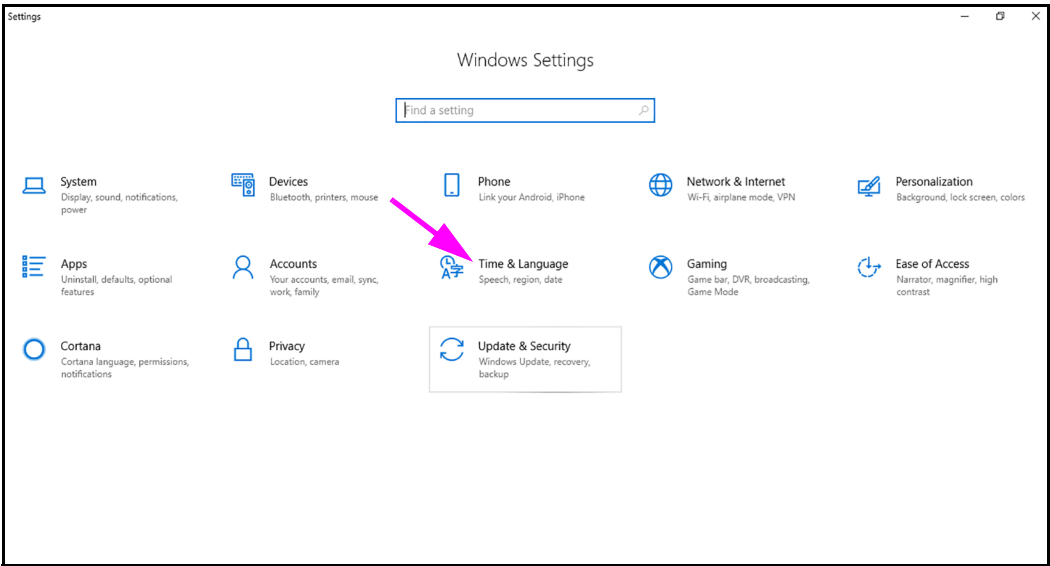 Settings
Windows Settings
Find a setting
System
Display, sound, notifications,
power
Devices
Bluetooth, printers, mouse
Phone
Link your Android, iPhone
Network & Internet
Wi-Fi, airplane mode, VPN
Personalization
Background, lock screen, colors
Apps
Uninstall, defaults, optional
features
Accounts
Your accounts, email, sync,
work, family
Time & Language
Speech, region, date
Gaming
Game bar, DVR, broadcasting,
Game Mode
Ease of Access
Narrator, magnifier, high
contrast
Cortana
Cortana language, permissions,
notifications
Privacy
Location, camera
Update & Security
Windows Update, recovery,
backup